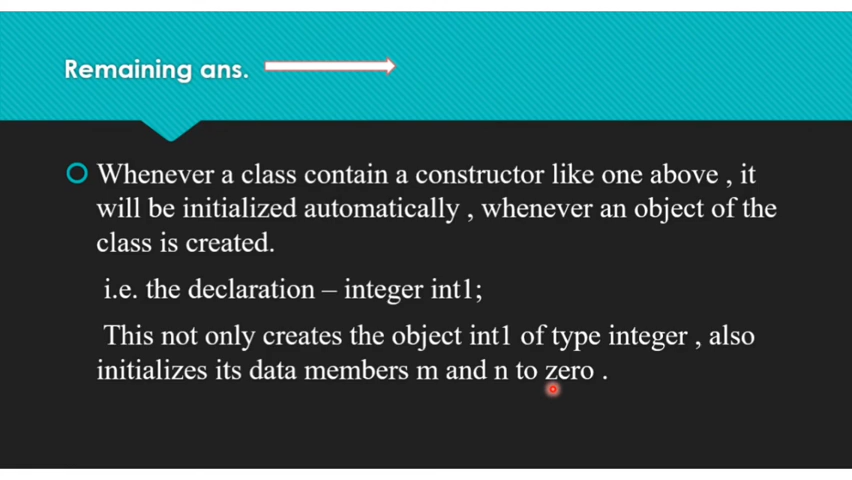 Remaining ans.
Whenever a class contain a constructor like one above , it
will be initialized automatically , whenever an object of the
class is created.
i.e. the declaration – integer int1;
This not only creates the object int1 of type integer , also
initializes its data members m and n to zero .